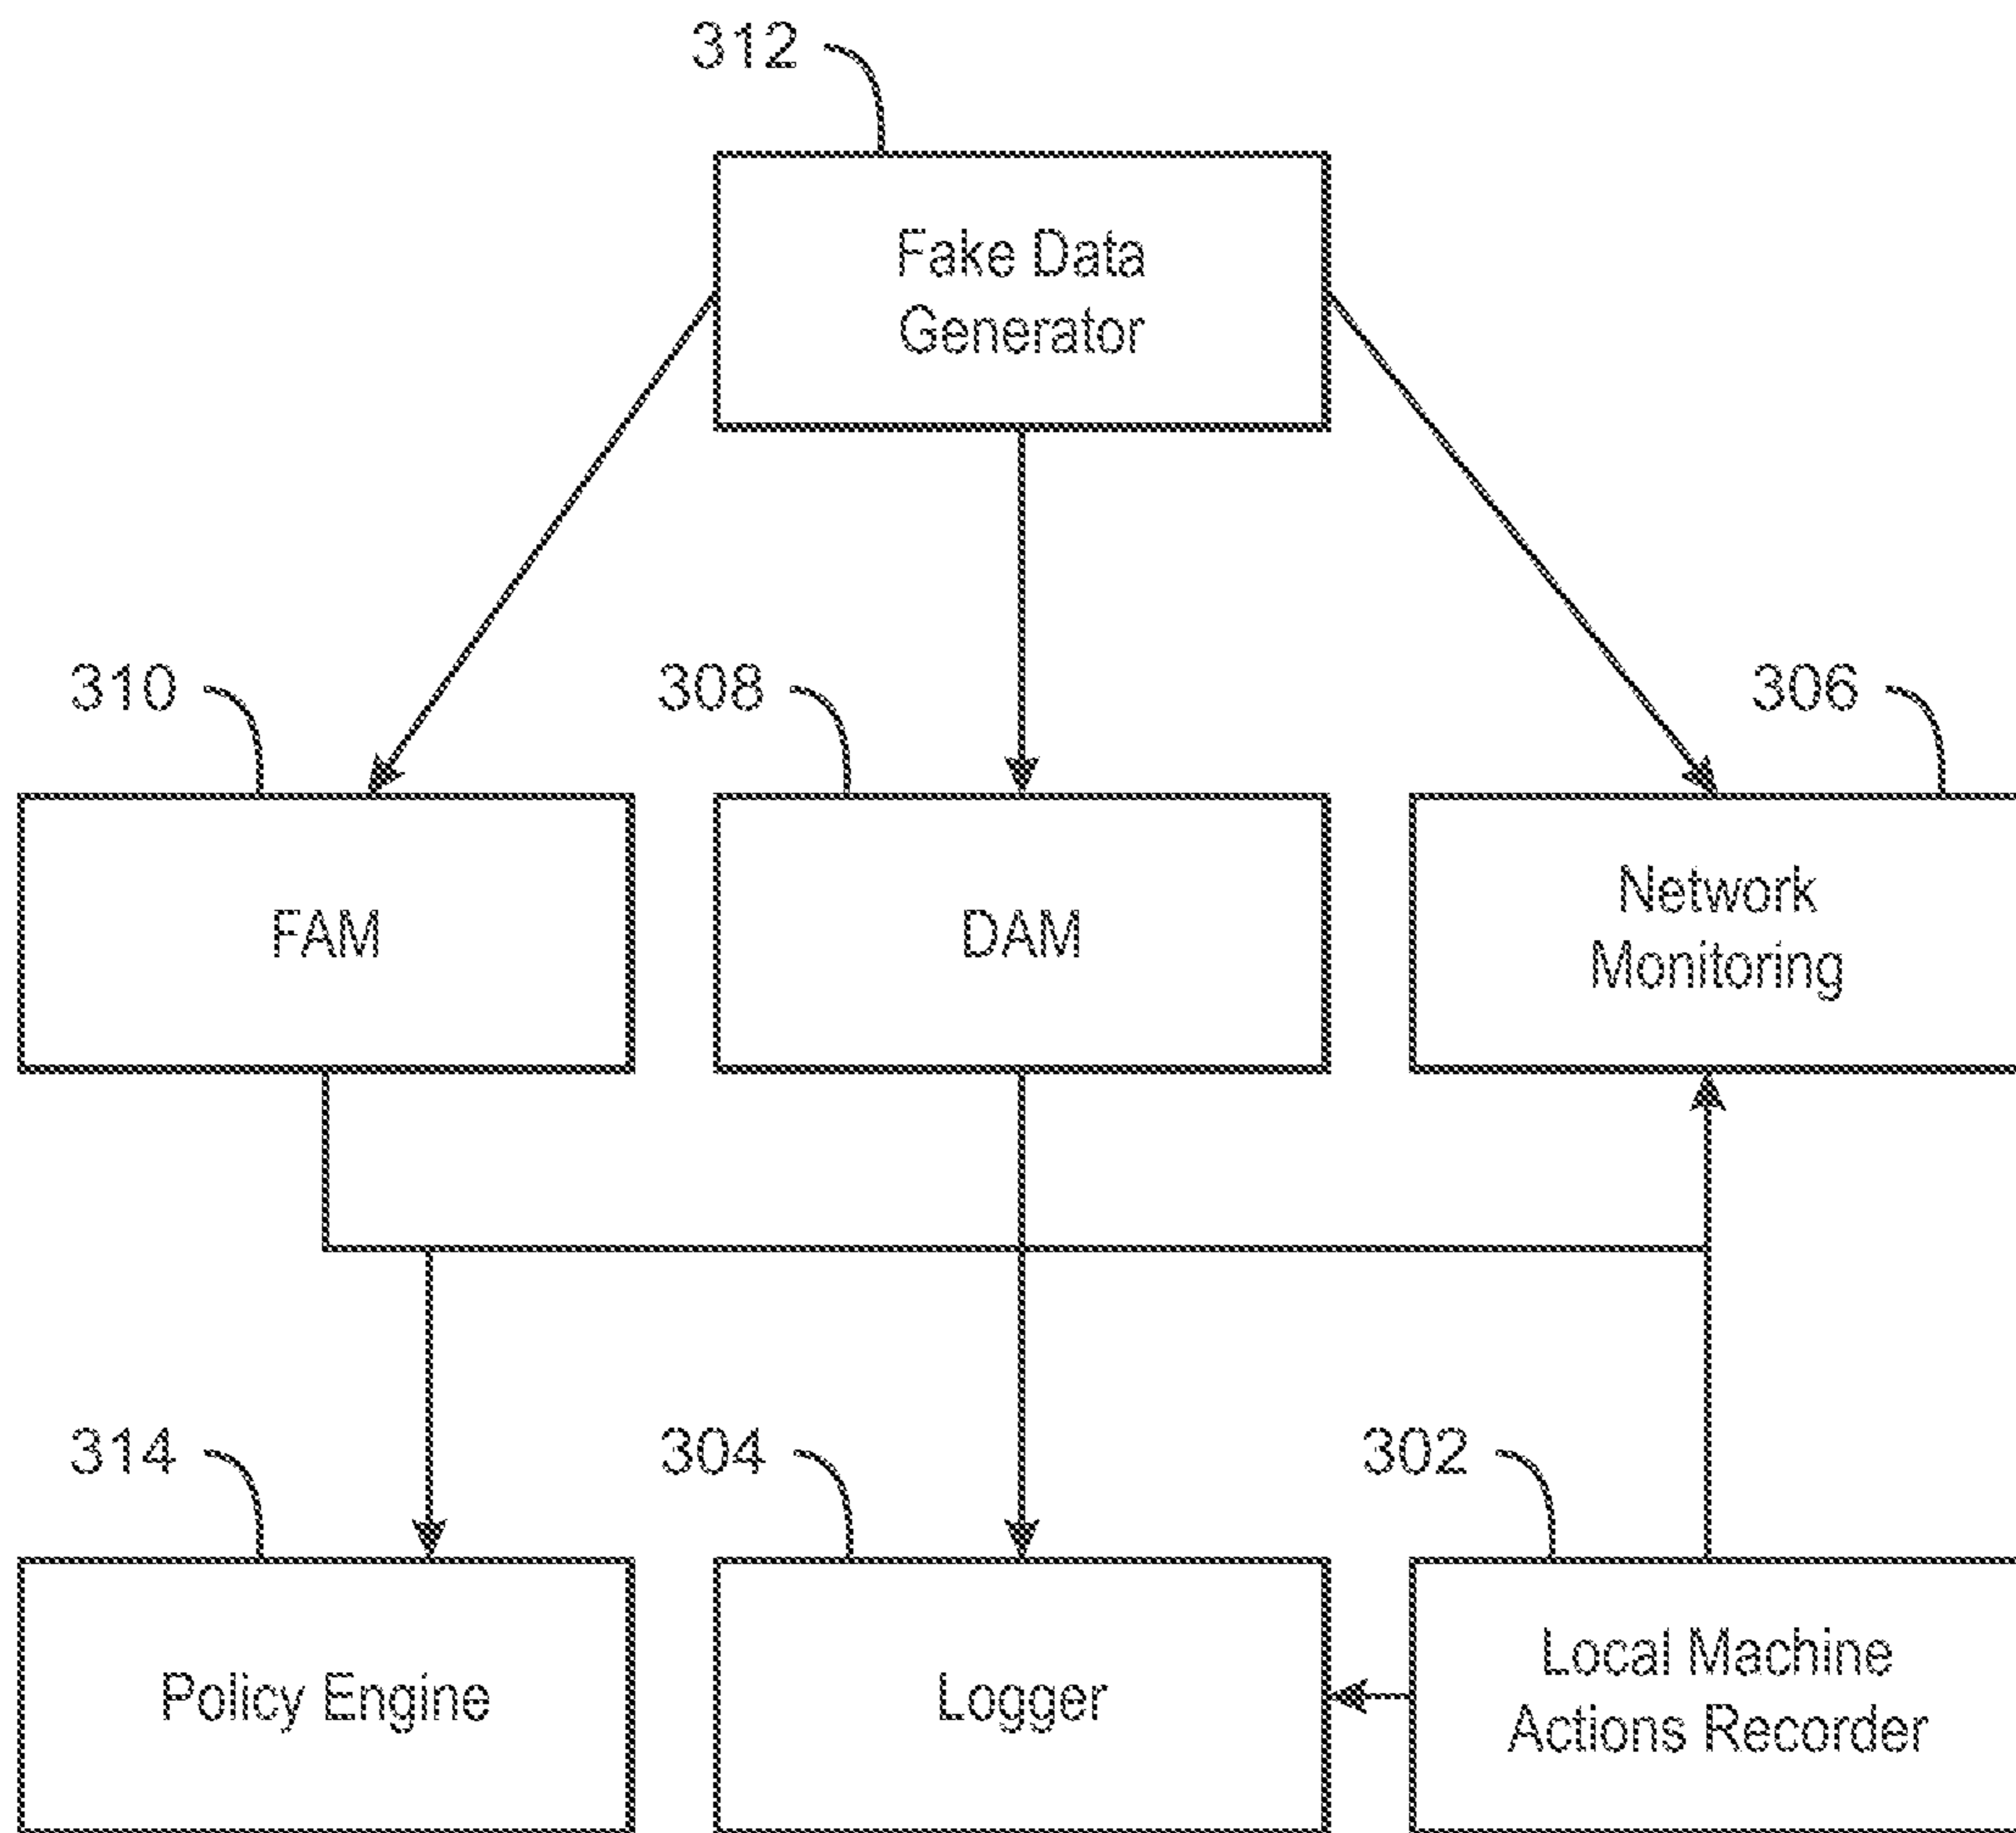 312
Fake Data
Generator
310
308
306
FAM
DAM
Network
Monitoring
314
304
302
Policy Engine
Logger
Local Machine
Actions Recorder